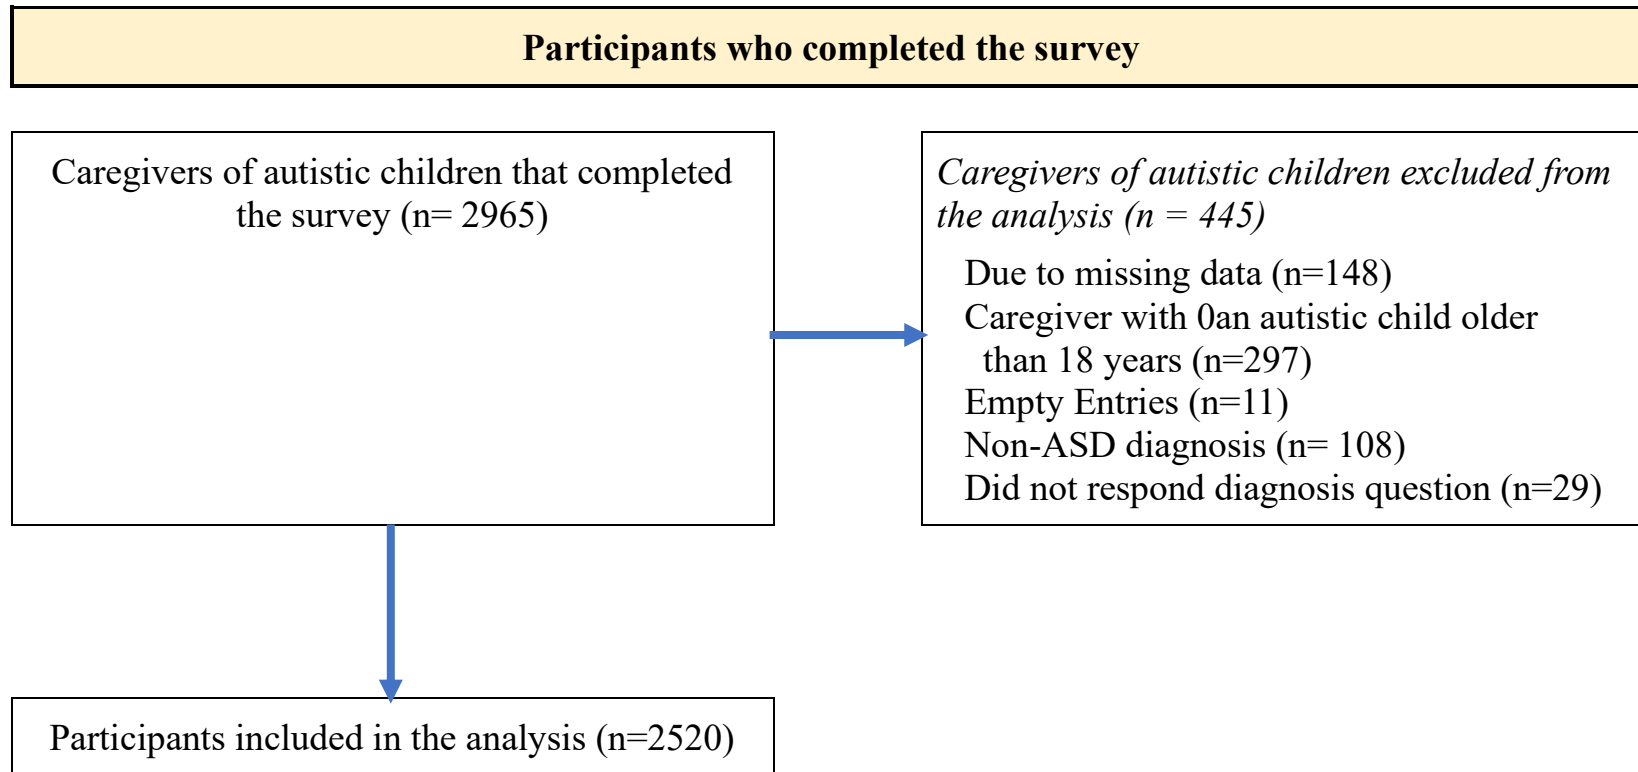 Participants who completed the survey
Caregivers of autistic children that completed
the survey (n= 2965)
Caregivers of autistic children excluded from
the analysis (n = 445)
Due to missing data (n=148)
Caregiver with 0an autistic child older
than 18 years (n=297)
Empty Entries (n=11)
Non-ASD diagnosis (n= 108)
Did not respond diagnosis question (n=29)
Participants included in the analysis (n=2520)